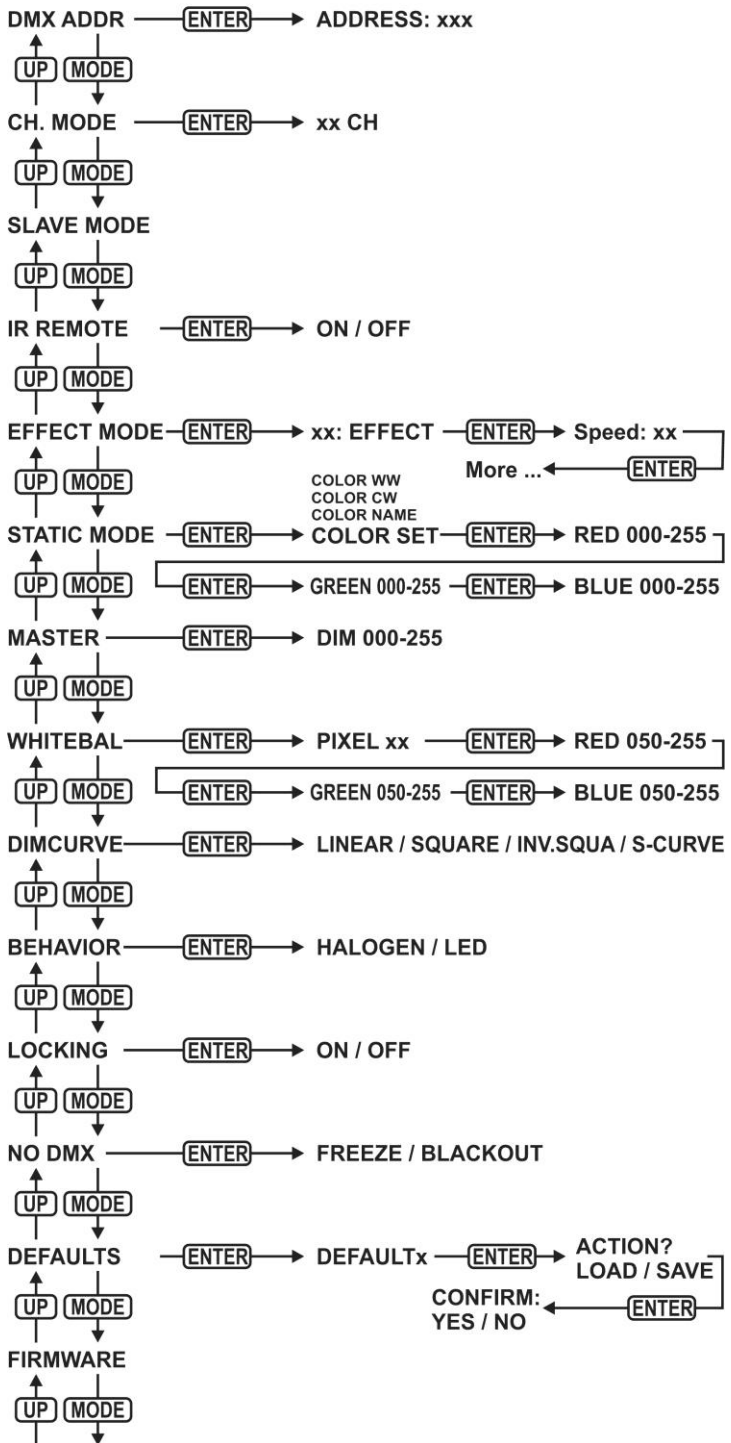 DMX ADDR ENTER ADDRESS: xxx
UP MODE
CH. MODE ENTER xx CH
UP MODE
SLAVE MODE
UP MODE
IR REMOTE ENTER ON / OFF
UP MODE
EFFECT MODE ENTER xx: EFFECT ENTER Speed: xx
More ... ENTER
UP MODE
COLOR WW
COLOR CW
COLOR NAME
STATIC MODE ENTER COLOR SET ENTER RED 000-255
UP MODE ENTER GREEN 000-255 ENTER BLUE 000-255
MASTER ENTER DIM 000-255
UP MODE
WHITEBAL ENTER PIXEL xx ENTER RED 050-255
UP MODE ENTER GREEN 050-255 ENTER BLUE 050-255
DIMCURVE ENTER LINEAR / SQUARE / INV.SQUA / S-CURVE
UP MODE
BEHAVIOR ENTER HALOGEN / LED
UP MODE
LOCKING ENTER ON / OFF
UP MODE
NO DMX ENTER FREEZE / BLACKOUT
UP MODE
DEFAULTS ENTER DEFAULTx ENTER ACTION?
LOAD / SAVE
UP MODE CONFIRM: ENTER
YES / NO
FIRMWARE
UP MODE